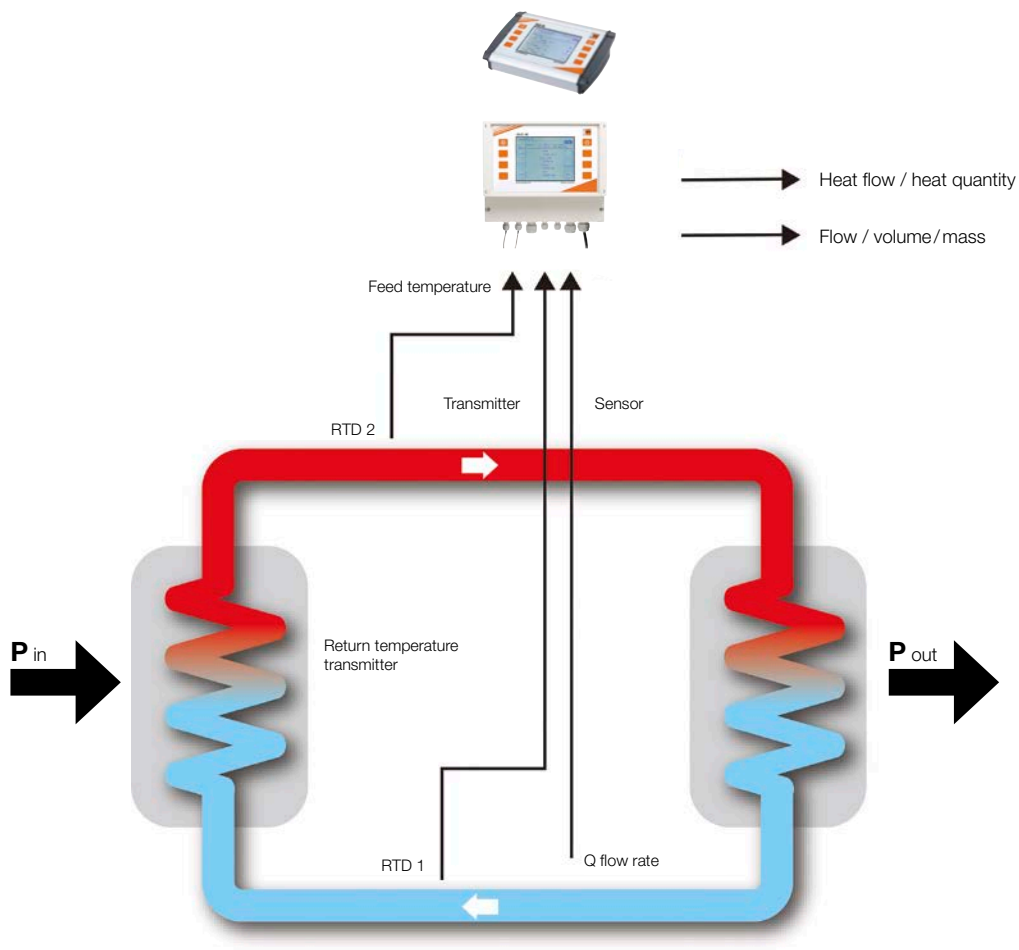 Heat flow / heat quantity
Flow / volume/mass
Feed temperature
Transmitter
Sensor
RTD 2
Return temperature
transmitter
P in
P out
RTD 1
Q flow rate